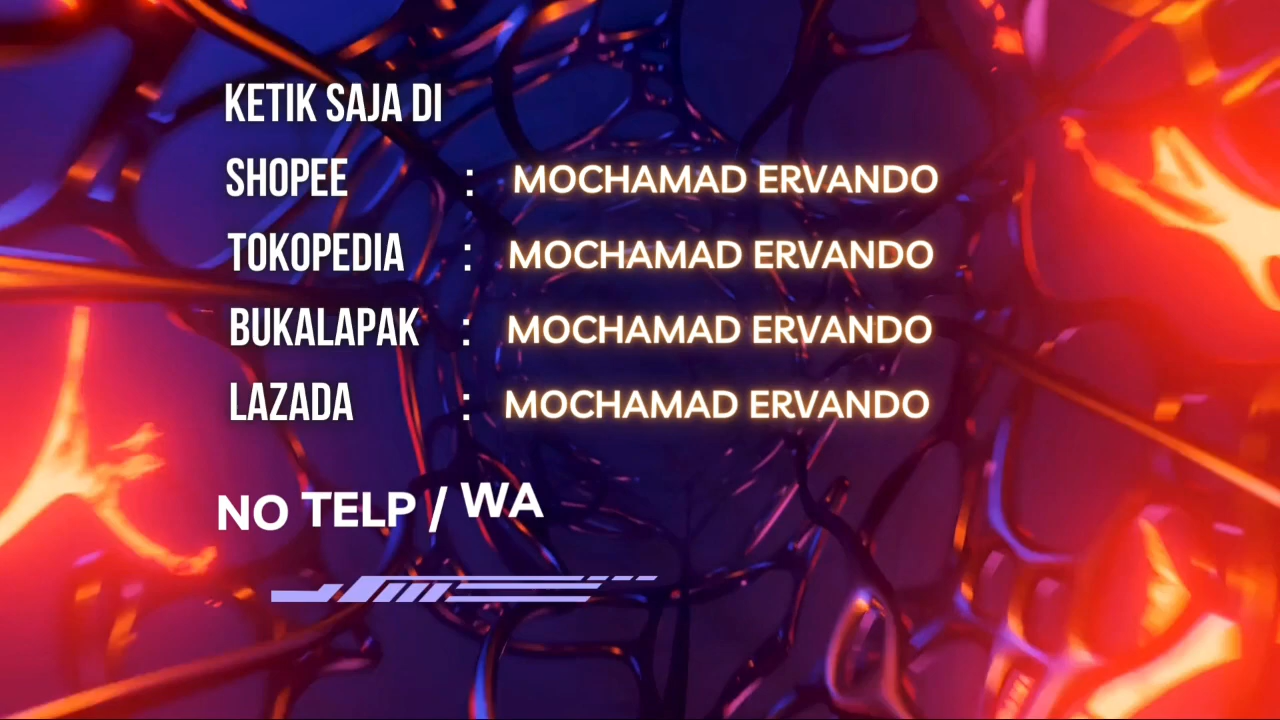 KETIK SAJA DI
SHOPEE : MOCHAMAD ERVANDO
TOKOPEDIA : MOCHAMAD ERVANDO
BUKALAPAK : MOCHAMAD ERVANDO
LAZADA : MOCHAMAD ERVANDO
NO TELP / WA